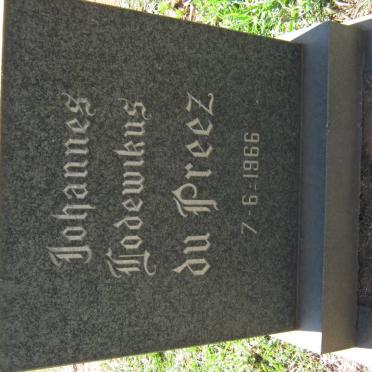 Johannes
Lodewikus
du Preez
7-6-1966